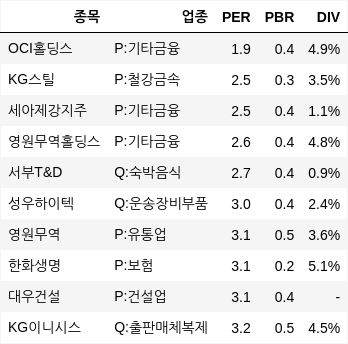 종목 업종 PER PBR DIV
OCI홀딩스 P:기타금융 1.9 0.4 4.9%
KG스틸 P:철강금속 2.5 0.3 3.5%
세아제강지주 P:기타금융 2.5 0.4 1.1%
영원무역홀딩스 P:기타금융 2.6 0.4 4.8%
서부T&D Q:숙박음식 2.7 0.4 0.9%
성우하이텍 Q:운송장비부품 3.0 0.4 2.4%
영원무역 P:유통업 3.1 0.5 3.6%
한화생명 P:보험 3.1 0.2 5.1%
대우건설 P:건설업 3.1 0.4 -
KG이니시스 Q:출판매체복제 3.2 0.5 4.5%